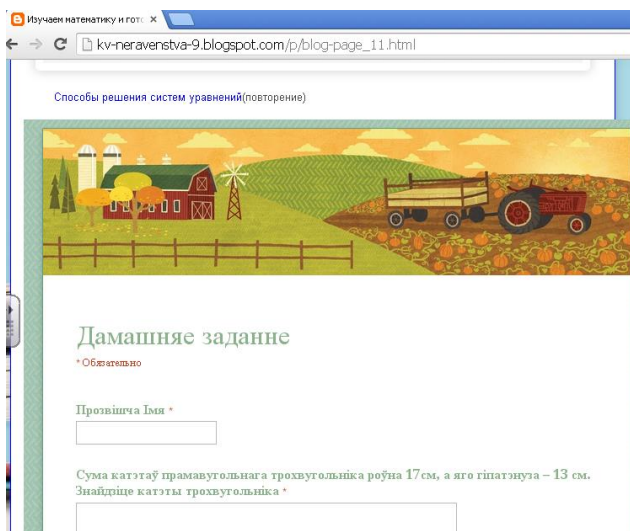 Изучаем математику и гото
kv-neravenstva-9.blogspot.com/p/blog-page_11.html
Способы решения систем уравнений(повторение)
Дамашняе заданне
* Обязательно
Прозвішча Імя *
Сума катэтаў прамавугольнага трохвугольніка роўна 17см, а яго гіпатэнуза – 13 см.
Знайдзіце катэты трохвугольніка *